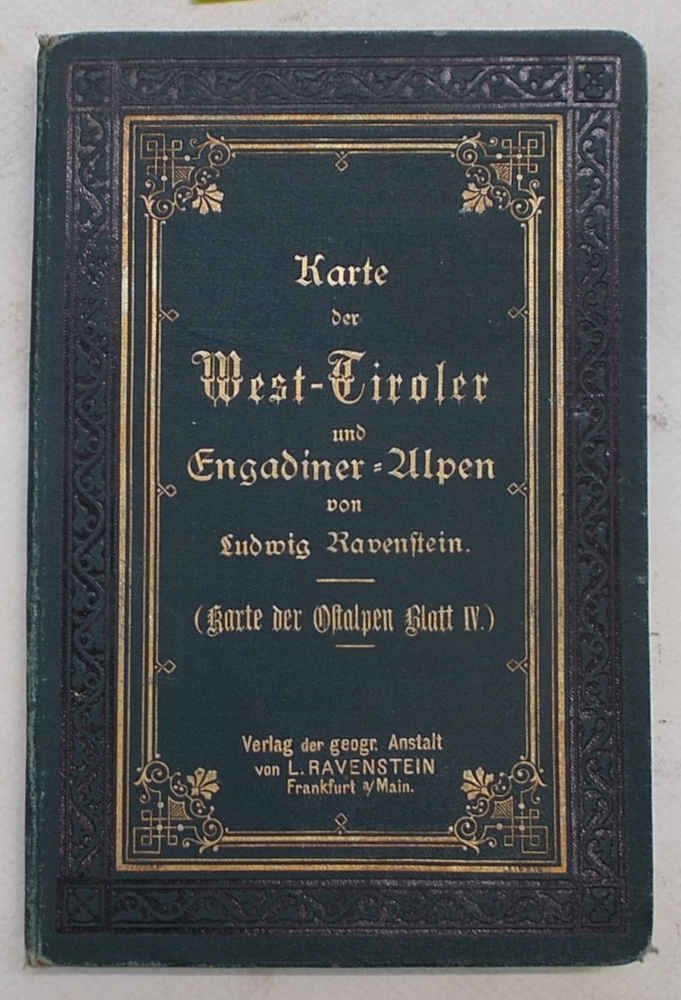 Karte
der
West-Tiroler
und
Engadiner-Alpen
von
Ludwig Ravenstein.
(Karte der Ostalpen Blatt IV.)
Verlag der geogr. Anstalt
von L. RAVENSTEIN
Frankfurt a/Main.